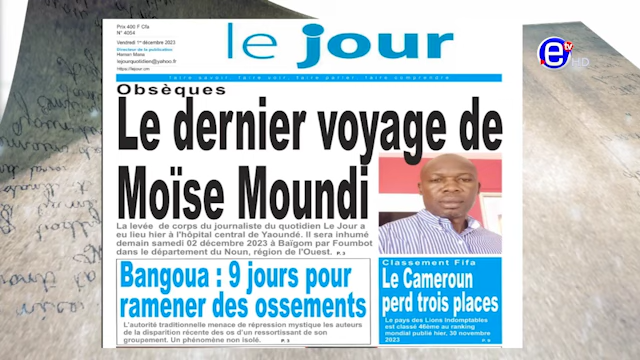 Prix 400 F Cfa
N° 4054
Vendredi 1er décembre 2023
Directeur de la publication
Haman Mana
lejourquotidien@yahoo.fr
le jour
faire savoir, faire voir, faire parler, faire comprendre
e tv
HD
Obsèques
Le dernier voyage de
Moïse Moundi
La levée de corps du journaliste du quotidien Le Jour a
eu lieu hier à l'hôpital central de Yaoundé. Il sera inhumé
demain samedi 02 décembre 2023 à Baïgom par Foumbot
dans le département du Noun, région de l'Ouest. P. 3
Bangoua : 9 jours pour
ramener des ossements
L'autorité traditionnelle menace de répression mystique les auteurs
de la disparition récente des os d'un ressortissant de son
groupement. Un phénomène non isolé. P. 3
Classement Fifa
Le Cameroun
perd trois places
Le pays des Lions Indomptables
est classé 46ème au ranking
mondial publié hier, 30 novembre
2023